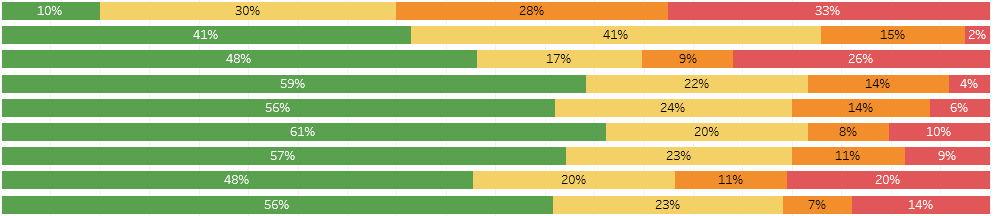 10% 30% 28% 33%
41% 41% 15% 2%
48% 17% 9% 26%
59% 22% 14% 4%
56% 24% 14% 6%
61% 20% 8% 10%
57% 23% 11% 9%
48% 20% 11% 20%
56% 23% 7% 14%